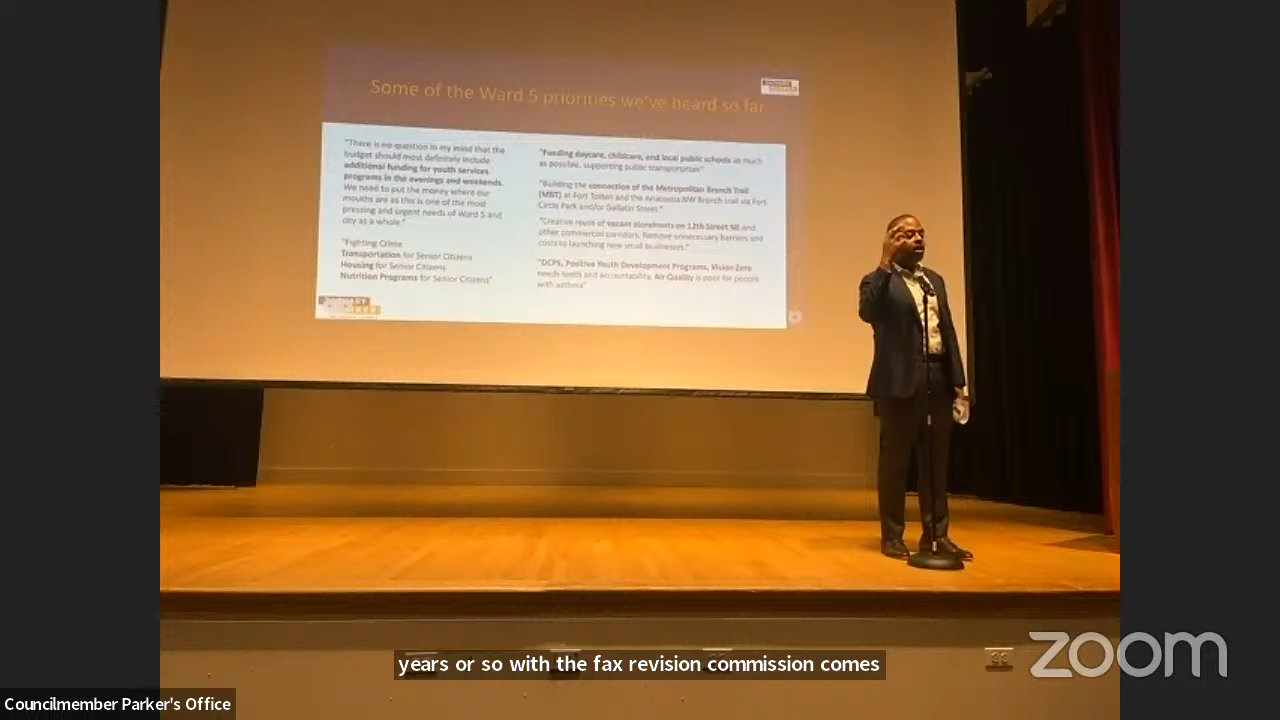 Some of the Ward 5 priorities we've heard so far
"There is no question in my mind that the
budget should most definitely include
additional funding for youth services
programs in the evenings and weekends.
We need to put the money where our
mouths are as this is one of the most
pressing and urgent needs of Ward 5 and
city as a whole."
"Fighting Crime
Transportation for Senior Citizens
Housing for Senior Citizens
Nutrition Programs for Senior Citizens"
"Funding daycare, childcare, and local public schools as much
as possible, supporting public transportation"
"Building the connection of the Metropolitan Branch Trail
(MBT) at Fort Totten and the Anacostia NW Branch trail via Fort
Circle Park and/or Gallatin Street."
"Creative reuse of vacant storefronts on 12th Street NE and
other commercial corridors. Remove unnecessary barriers and
costs to launching new small businesses."
"DCPS, Positive Youth Development Programs, Vision Zero
needs teeth and accountability, Air Quality is poor for people
with asthma"
years or so with the fax revision commission comes
zoom
Councilmember Parker's Office